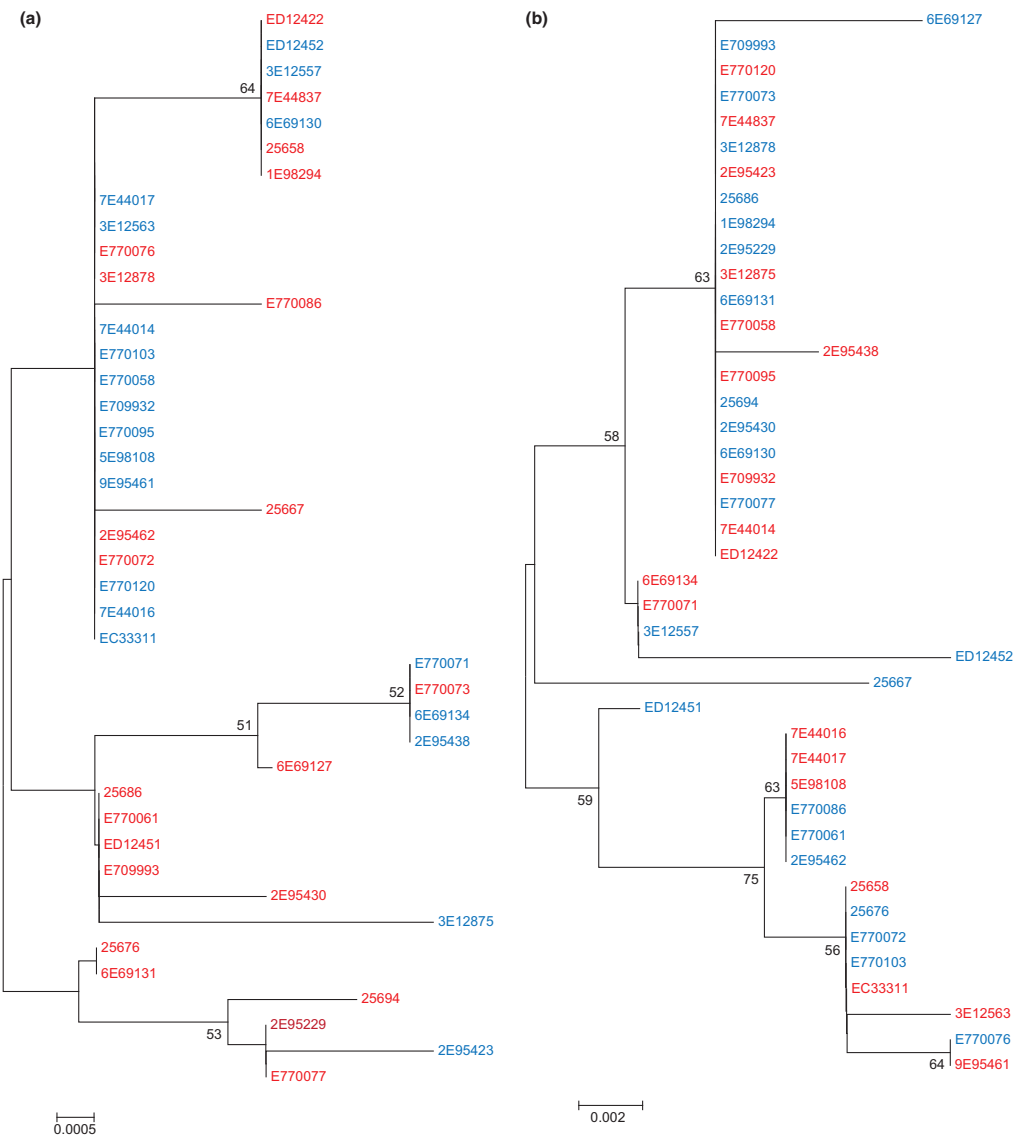 (a)
ED12422
ED12452
3E12557
64
7E44837
6E69130
25658
1E98294
7E44017
3E12563
E770076
3E12878
E770086
7E44014
E770103
E770058
E709932
E770095
5E98108
9E95461
25667
2E95462
E770072
E770120
7E44016
EC33311
E770071
52
E770073
6E69134
51
2E95438
6E69127
25686
E770061
ED12451
E709993
2E95430
3E12875
25676
6E69131
25694
53
2E95229
2E95423
E770077
0.0005
(b)
6E69127
E709993
E770120
E770073
7E44837
3E12878
2E95423
25686
1E98294
2E95229
63
3E12875
6E69131
E770058
2E95438
E770095
25694
2E95430
58
6E69130
E709932
E770077
7E44014
ED12422
6E69134
E770071
3E12557
ED12452
25667
ED12451
7E44016
7E44017
63
5E98108
59
E770086
E770061
2E95462
75
25658
25676
E770072
56
E770103
EC33311
3E12563
E770076
64
9E95461
0.002